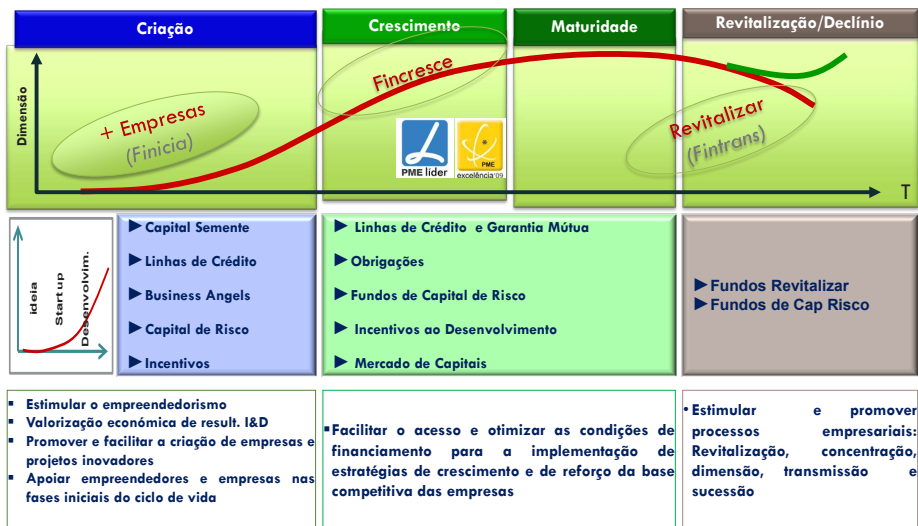 Criação
Crescimento
Maturidade
Revitalização/Declínio
Dimensão
+ Empresas
(Finicia)
Fincresce
PME líder
PME
excelência'09
Revitalizar
(Fintrans)
T
ideia
Start up
Desenvolvim.
►Capital Semente
►Linhas de Crédito
►Business Angels
►Capital de Risco
►Incentivos
►Linhas de Crédito e Garantia Mútua
►Obrigações
►Fundos de Capital de Risco
►Incentivos ao Desenvolvimento
►Mercado de Capitais
►Fundos Revitalizar
►Fundos de Cap Risco
▪ Estimular o empreendedorismo
▪ Valorização económica de result. I&D
▪ Promover e facilitar a criação de empresas e
projetos inovadores
▪ Apoiar empreendedores e empresas nas
fases iniciais do ciclo de vida
▪Facilitar o acesso e otimizar as condições de
financiamento para a implementação de
estratégias de crescimento e de reforço da base
competitiva das empresas
•Estimular e promover
processos empresariais:
Revitalização, concentração,
dimensão, transmissão e
sucessão